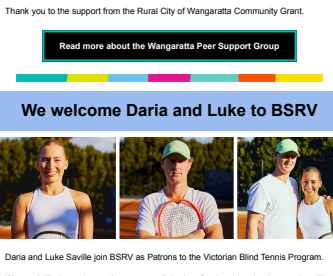 Thank you to the support from the Rural City of Wangaratta Community Grant.
Read more about the Wangaratta Peer Support Group
We welcome Daria and Luke to BSRV
Daria and Luke Saville join BSRV as Patrons to the Victorian Blind Tennis Program.